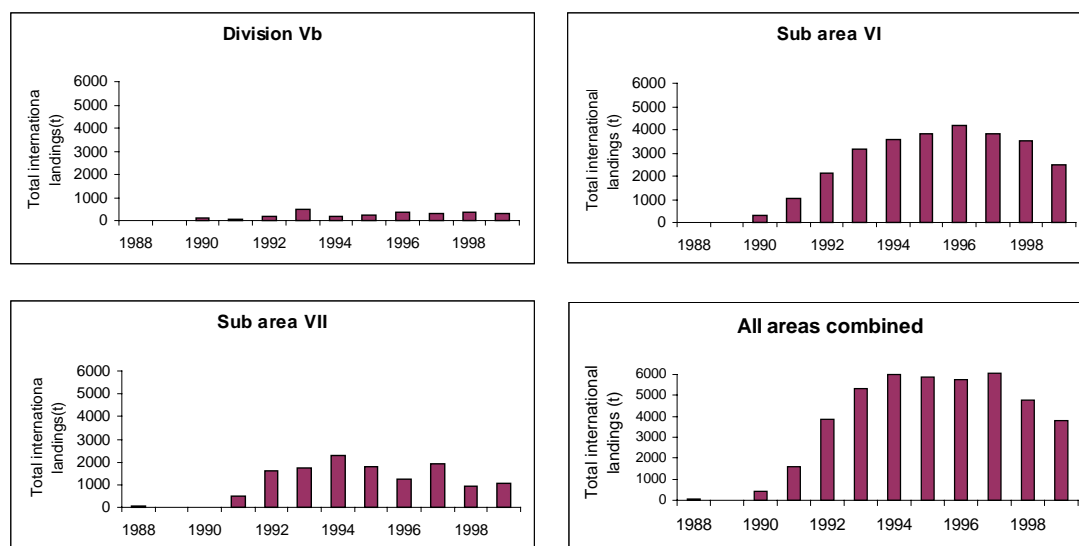 Division Vb
Total internationa
landings(t)
6000
5000
4000
3000
2000
1000
0
1988 1990 1992 1994 1996 1998
Sub area VI
Total international
landings (t)
6000
5000
4000
3000
2000
1000
0
1988 1990 1992 1994 1996 1998
Sub area VII
Total internationa
landings(t)
6000
5000
4000
3000
2000
1000
0
1988 1990 1992 1994 1996 1998
All areas combined
Total international
landings (t)
6000
5000
4000
3000
2000
1000
0
1988 1990 1992 1994 1996 1998